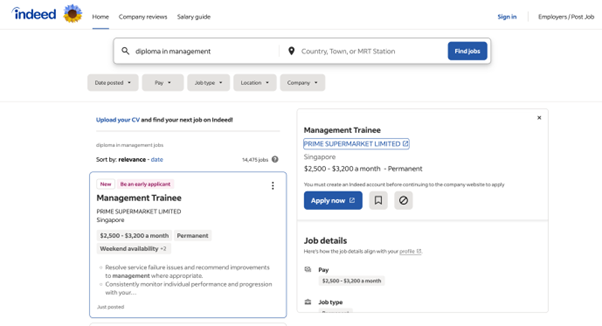 indeed
Home
Company reviews
Salary guide
Sign in
Employers / Post Job
diploma in management
Country, Town, or MRT Station
Find jobs
Date posted
Pay
Job type
Location
Company
Upload your CV and find your next job on Indeed!
diploma in management jobs
Sort by: relevance - date
14,475 jobs
New
Be an early applicant
Management Trainee
PRIME SUPERMARKET LIMITED
Singapore
$2,500 - $3,200 a month
Permanent
Weekend availability +2
Resolve service failure issues and recommend improvements
to management where appropriate.
Consistently monitor individual performance and progression
with your...
Just posted
Management Trainee
PRIME SUPERMARKET LIMITED
Singapore
$2,500 - $3,200 a month - Permanent
You must create an Indeed account before continuing to the company website to apply
Apply now
Job details
Here's how the job details align with your profile.
Pay
$2,500 - $3,200 a month
Job type